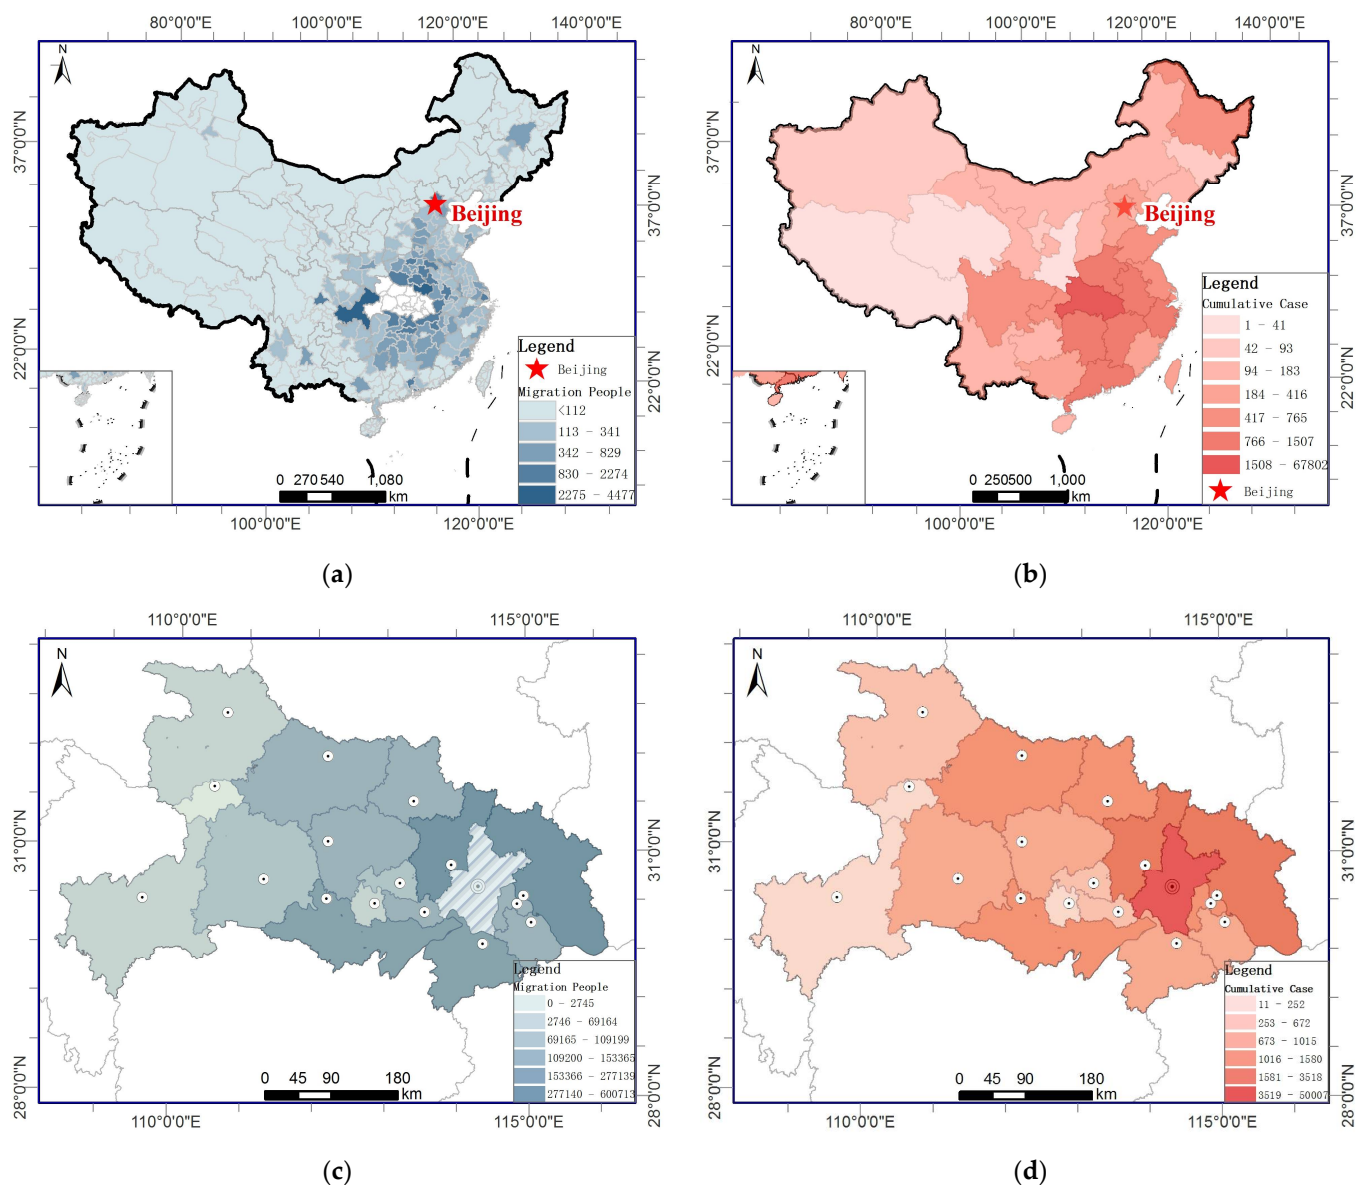 80°0'0"E 100°0'0"E 120°0'0"E 140°0'0"E
N
37°0'0"N
22°0'0"N
Beijing
37°0'0"N
22°0'0"N
Legend
Beijing
Migration People
<112
113 - 341
342 - 829
830 - 2274
2275 - 4477
0 270 540 1,080
km
100°0'0"E 120°0'0"E
(a)
80°0'0"E 100°0'0"E 120°0'0"E 140°0'0"E
N
37°0'0"N
22°0'0"N
Beijing
37°0'0"N
22°0'0"N
Legend
Cumulative Case
1 - 41
42 - 93
94 - 183
184 - 416
417 - 765
766 - 1507
1508 - 67802
Beijing
0 250500 1,000
km
100°0'0"E 120°0'0"E
(b)
110°0'0"E 115°0'0"E
N
31°0'0"N
28°0'0"N
31°0'0"N
28°0'0"N
Legend
Migration People
0 - 2745
2746 - 69164
69165 - 109199
109200 - 153365
153366 - 277139
277140 - 600713
0 45 90 180
km
110°0'0"E 115°0'0"E
(c)
110°0'0"E 115°0'0"E
N
31°0'0"N
28°0'0"N
31°0'0"N
28°0'0"N
Legend
Cumulative Case
11 - 252
253 - 672
673 - 1015
1016 - 1580
1581 - 3518
3519 - 50007
0 45 90 180
km
110°0'0"E 115°0'0"E
(d)